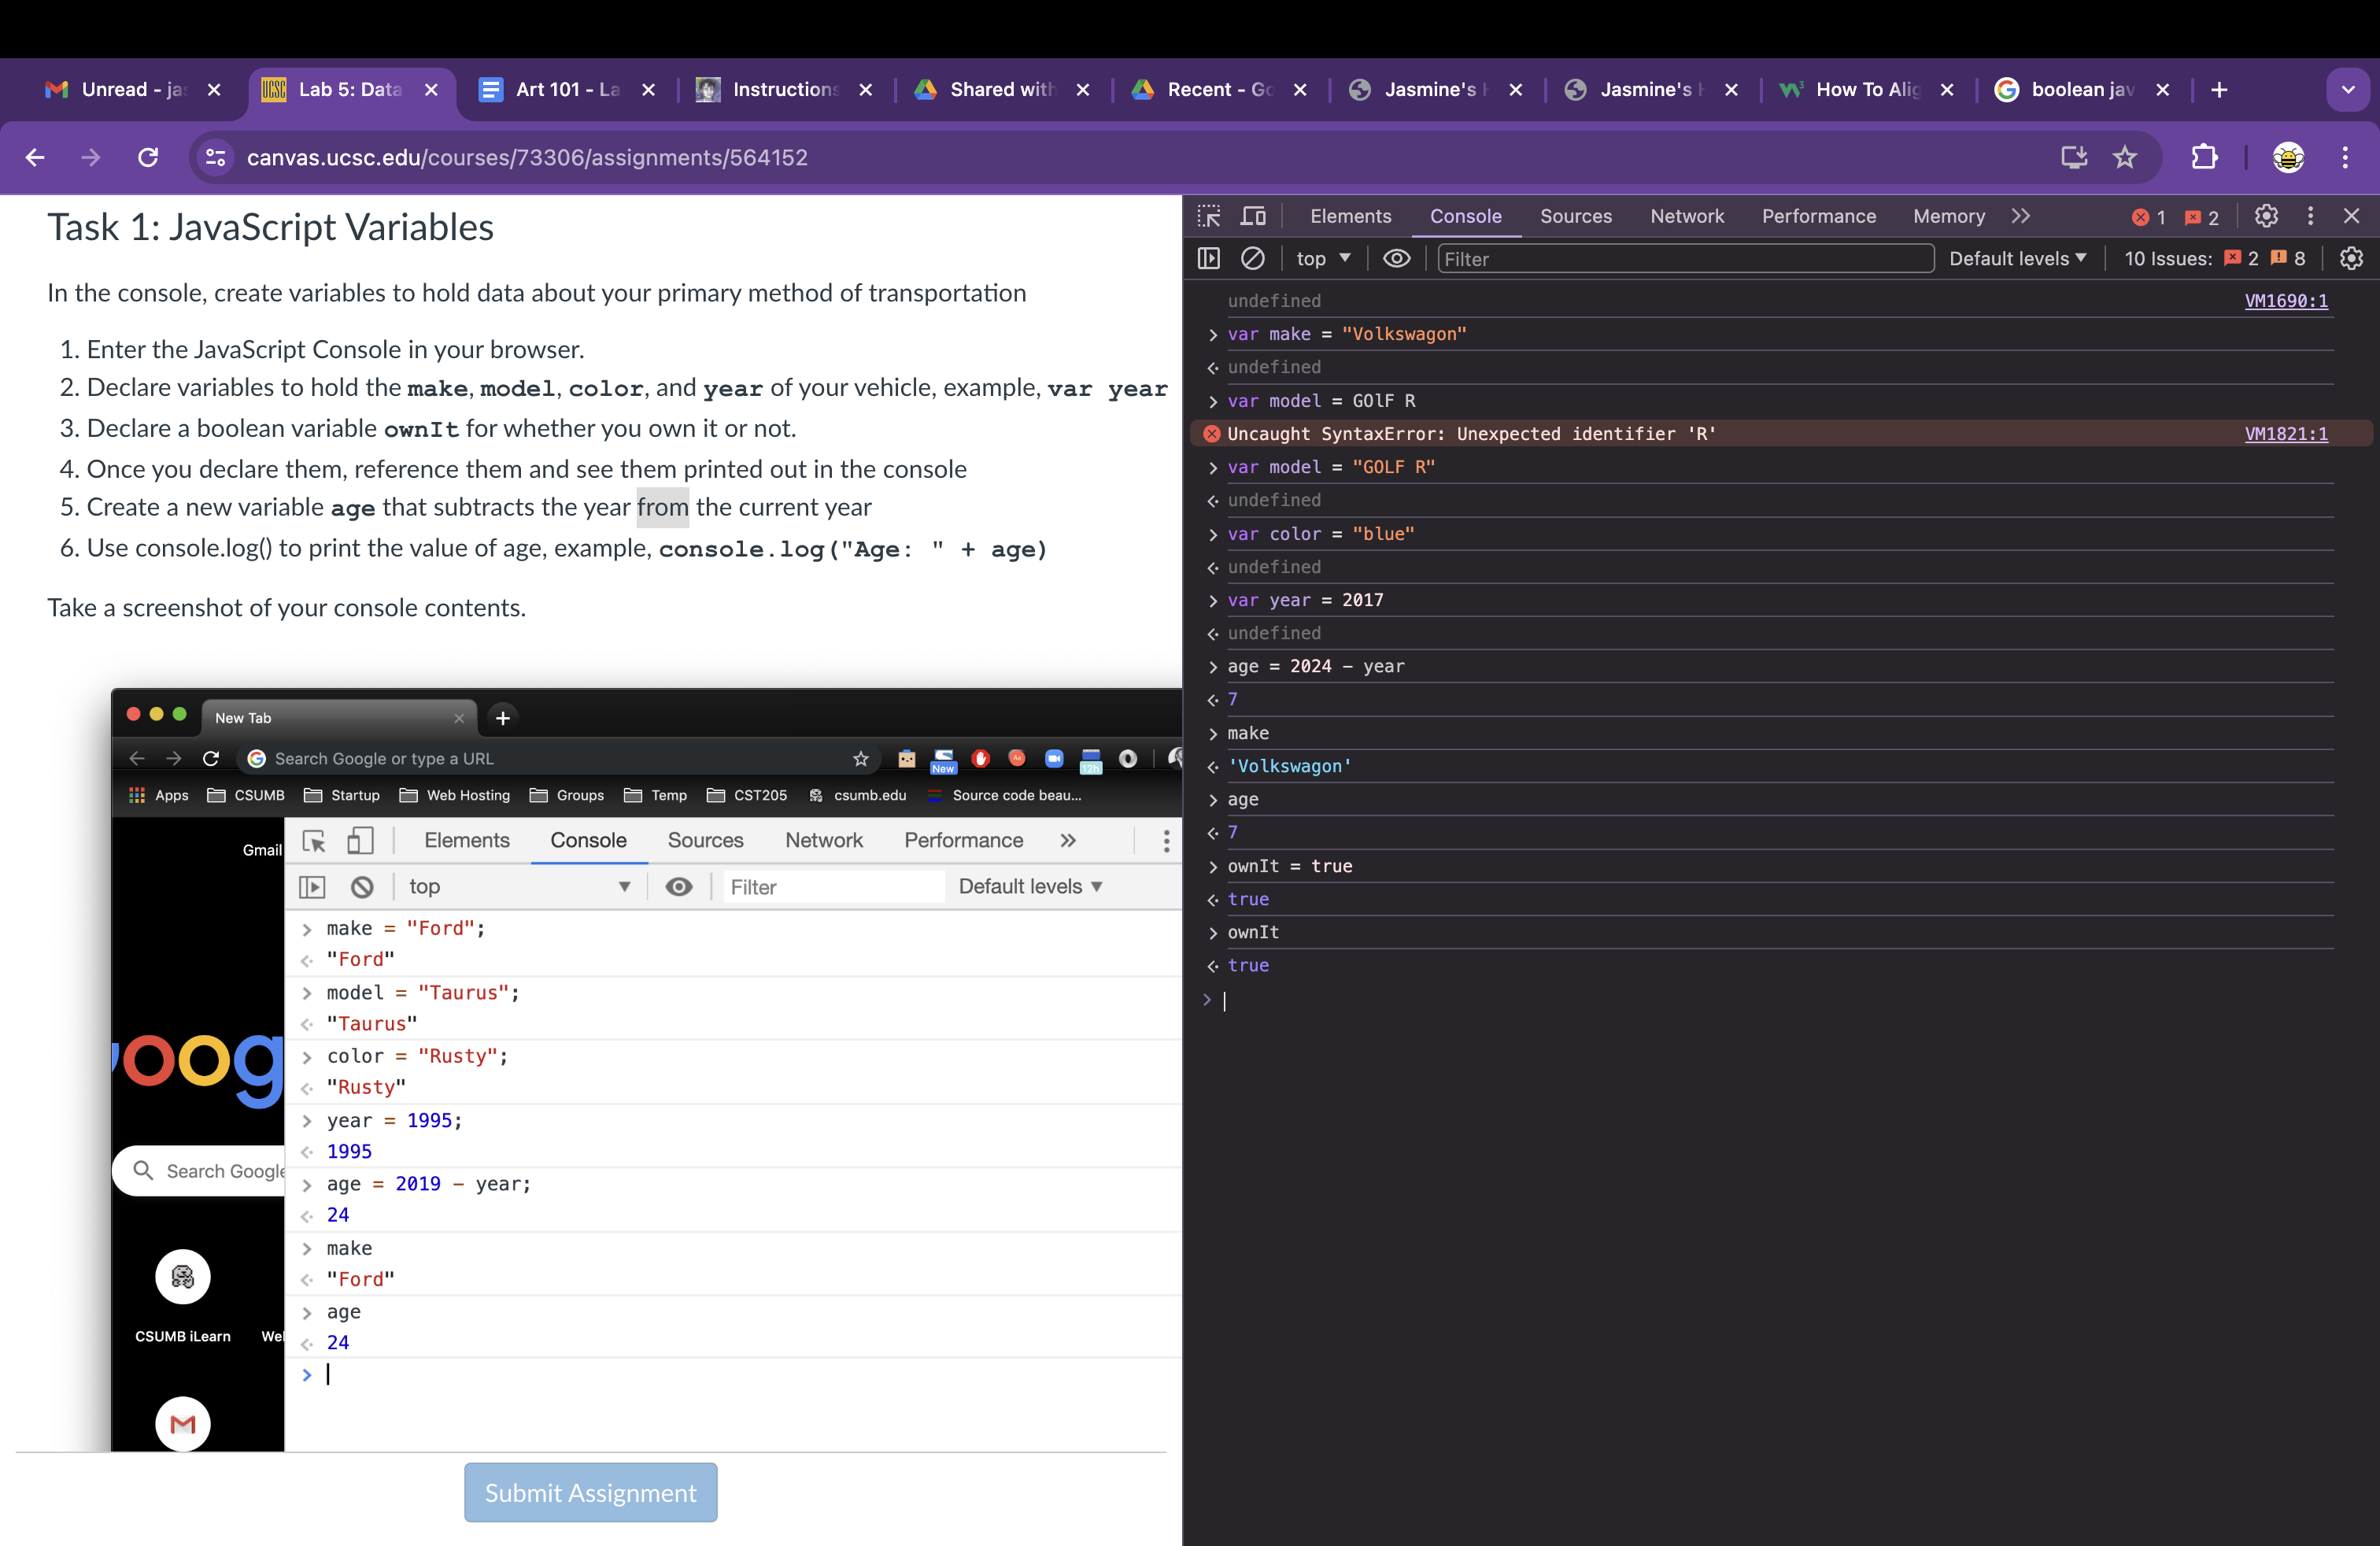 Unread - jas
Lab 5: Data
Art 101 - La
Instructions
Shared with
Recent - Go
Jasmine's H
Jasmine's H
How To Alig
boolean jav
canvas.ucsc.edu/courses/73306/assignments/564152
Task 1: JavaScript Variables
In the console, create variables to hold data about your primary method of transportation
1. Enter the JavaScript Console in your browser.
2. Declare variables to hold the make, model, color, and year of your vehicle, example, var year
3. Declare a boolean variable ownIt for whether you own it or not.
4. Once you declare them, reference them and see them printed out in the console
5. Create a new variable age that subtracts the year from the current year
6. Use console.log() to print the value of age, example, console.log("Age: " + age)
Take a screenshot of your console contents.
New Tab
Search Google or type a URL
New
12h
Apps CSUMB Startup Web Hosting Groups Temp CST205 csumb.edu Source code beau...
Gmail
Elements Console Sources Network Performance
top Filter Default levels ▼
> make = "Ford";
"Ford"
> model = "Taurus";
"Taurus"
> color = "Rusty";
"Rusty"
> year = 1995;
1995
> age = 2019 - year;
24
> make
"Ford"
> age
24
>
oog
Search Google
CSUMB iLearn
Wel
Submit Assignment
Elements Console Sources Network Performance Memory 1 2
top ▼ Filter Default levels ▼ 10 Issues: 2 8
undefined VM1690:1
> var make = "Volkswagon"
undefined
> var model = GOlF R
Uncaught SyntaxError: Unexpected identifier 'R' VM1821:1
> var model = "GOLF R"
undefined
> var color = "blue"
undefined
> var year = 2017
undefined
> age = 2024 - year
7
> make
'Volkswagon'
> age
7
> ownIt = true
true
> ownIt
true
>